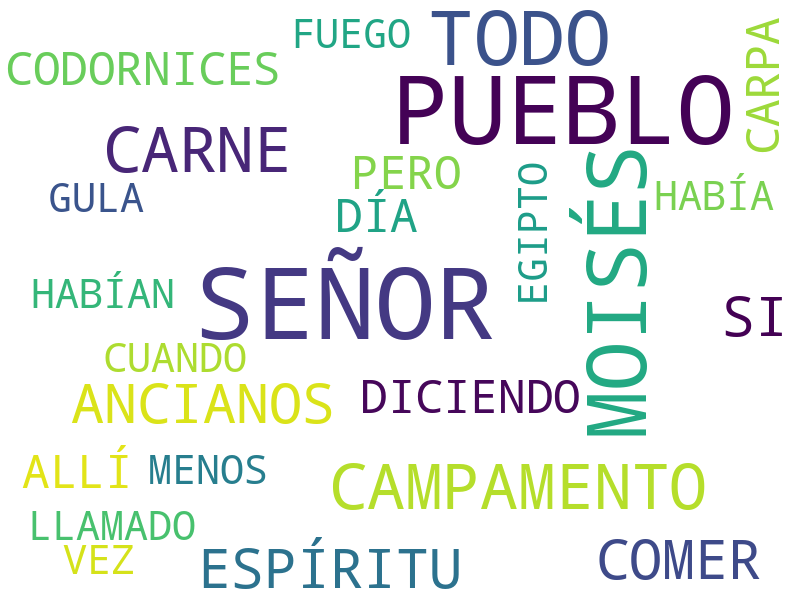 FUEGO
TODO
CODORNICES
PUEBLO
CARPA
CARNE
PERO
GULA
DÍA
EGIPTO
MOISÉS
HABÍA
HABÍAN
SEÑOR
SI
CUANDO
ANCIANOS
DICIENDO
ALLÍ
MENOS
CAMPAMENTO
LLAMADO
VEZ
ESPÍRITU
COMER